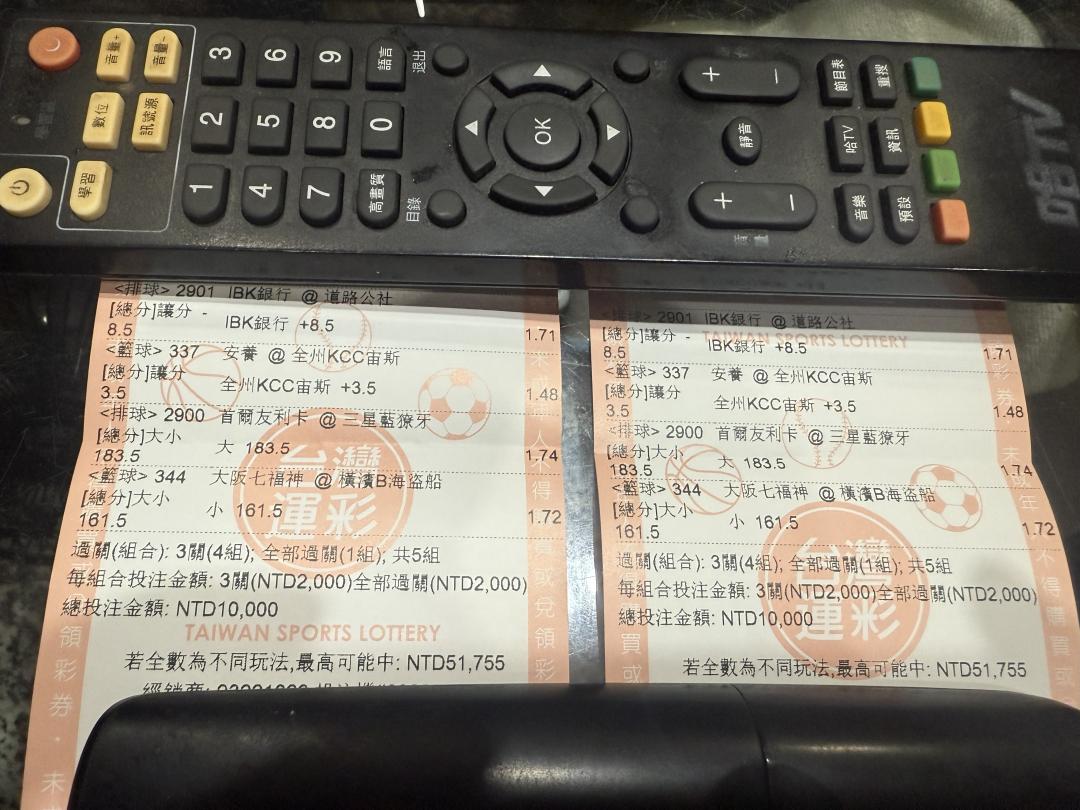 音量+
音量-
數位
訊號源
學習
3
6
9
語言
退出
2
5
8
0
1
4
7
高畫質
目錄
OK
+ -
靜音
+ -
音量
節目表
重搜
哈TV
資訊
音樂
預設
哈TV
<排球> 2901 IBK銀行 @ 道路公社
[總分]讓分 - IBK銀行 +8.5
8.5 1.71
<籃球> 337 安養 @ 全州KCC宙斯
[總分]讓分 全州KCC宙斯 +3.5
3.5 1.48
<排球> 2900 首爾友利卡 @ 三星藍獠牙
[總分]大小 大 183.5
183.5 1.74
<籃球> 344 大阪七福神 @ 橫濱B海盜船
[總分]大小 小 161.5
161.5 1.72
過關(組合): 3關(4組); 全部過關(1組); 共5組
每組合投注金額: 3關(NTD2,000)全部過關(NTD2,000)
總投注金額: NTD10,000
TAIWAN SPORTS LOTTERY
若全數為不同玩法,最高可能中: NTD51,755
台灣
運彩
<排球> 2901 IBK銀行 @ 道路公社
TAIWAN SPORTS LOTTERY
[總分]讓分 - IBK銀行 +8.5
8.5 1.71
<籃球> 337 安養 @ 全州KCC宙斯
[總分]讓分 全州KCC宙斯 +3.5
3.5 1.48
<排球> 2900 首爾友利卡 @ 三星藍獠牙
[總分]大小 大 183.5
183.5 1.74
<籃球> 344 大阪七福神 @ 橫濱B海盜船
[總分]大小 小 161.5
161.5 1.72
過關(組合): 3關(4組); 全部過關(1組); 共5組
每組合投注金額: 3關(NTD2,000)全部過關(NTD2,000)
總投注金額: NTD10,000
若全數為不同玩法,最高可能中: NTD51,755
台灣
運彩